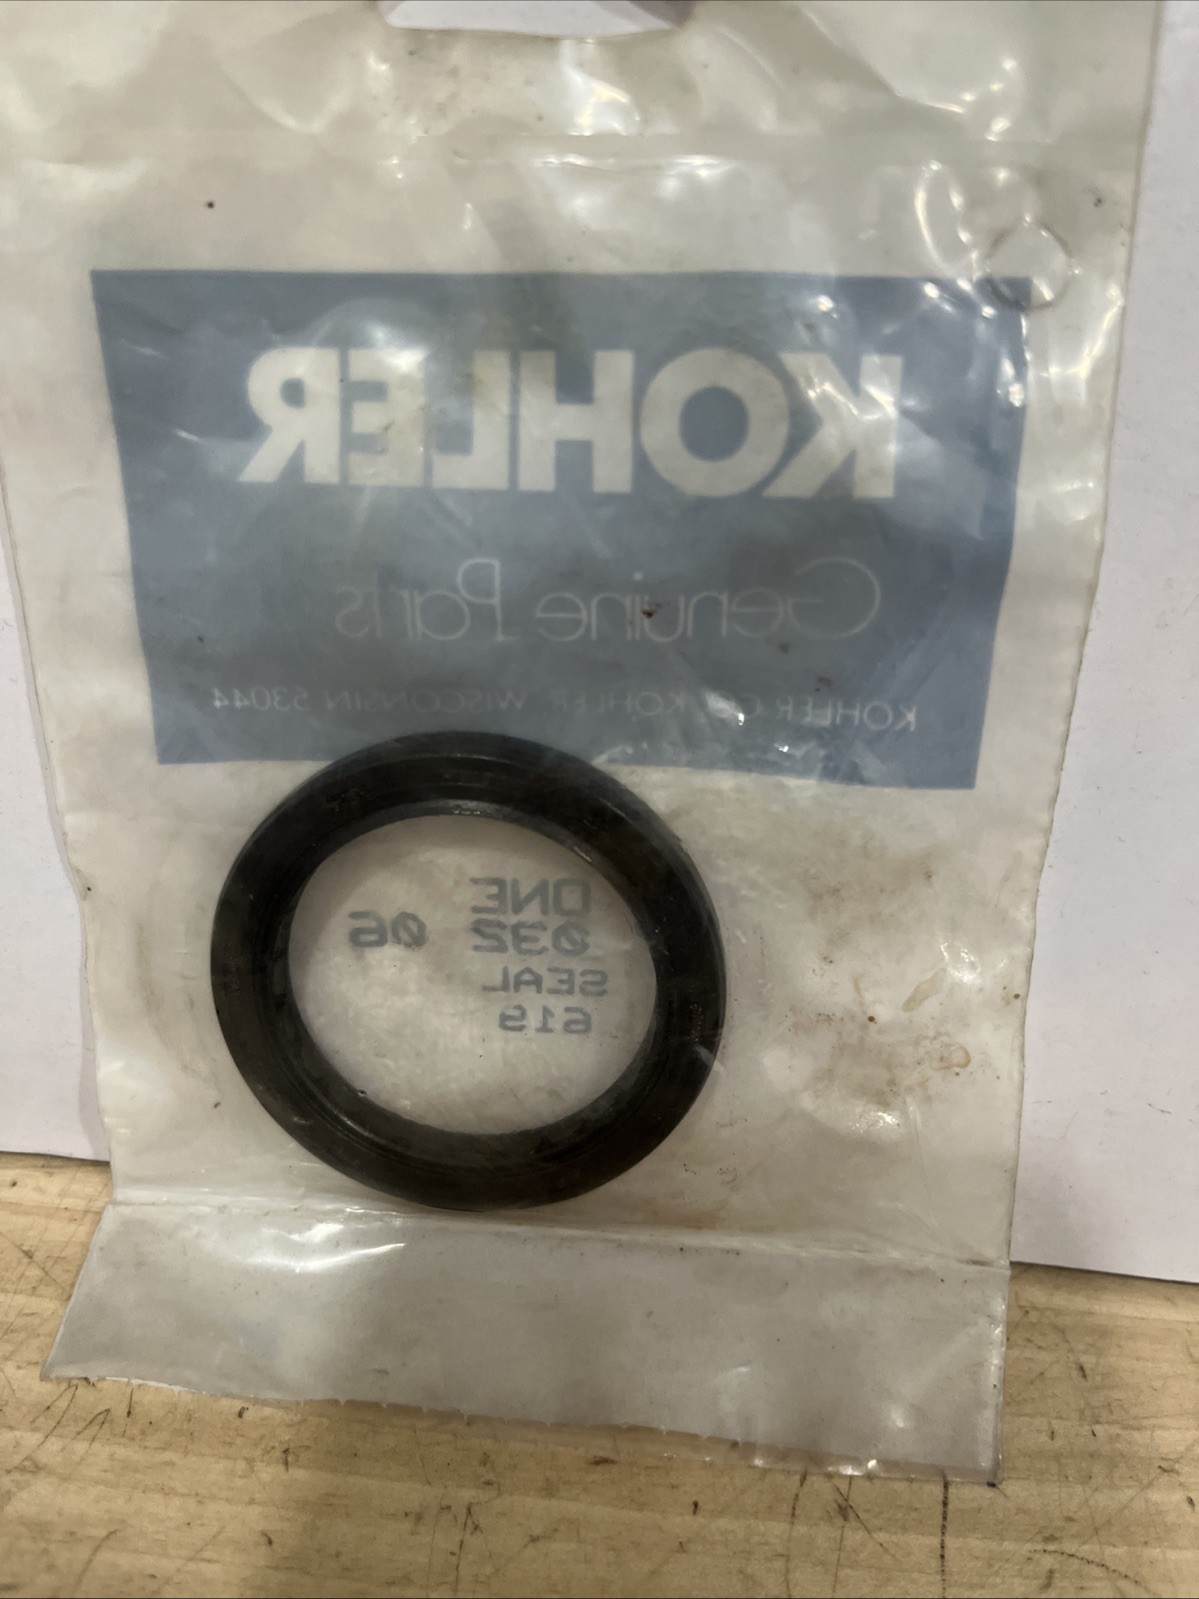 KOHLER
Genuine Parts
KOHLER CO. KOHLER, WISCONSIN 53044
ONE
032 06
SEAL
619